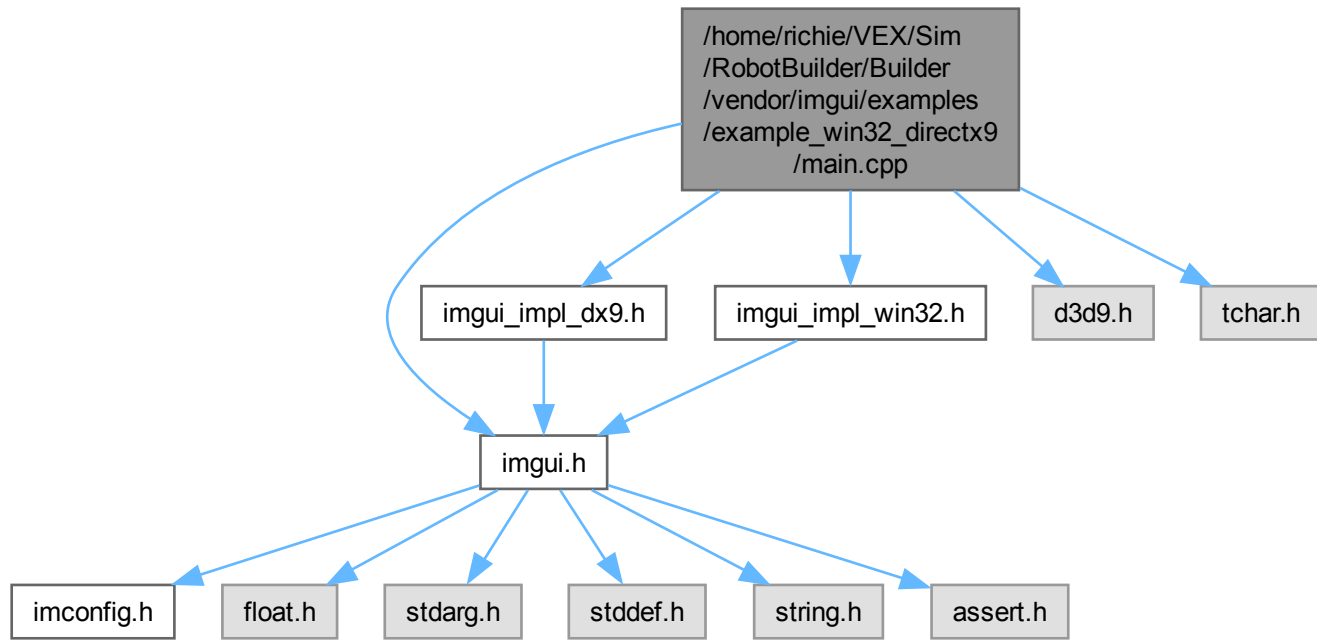 /home/richie/VEX/Sim
/RobotBuilder/Builder
/vendor/imgui/examples
/example_win32_directx9
/main.cpp
imgui_impl_dx9.h
imgui_impl_win32.h
d3d9.h
tchar.h
imgui.h
imconfig.h
float.h
stdarg.h
stddef.h
string.h
assert.h